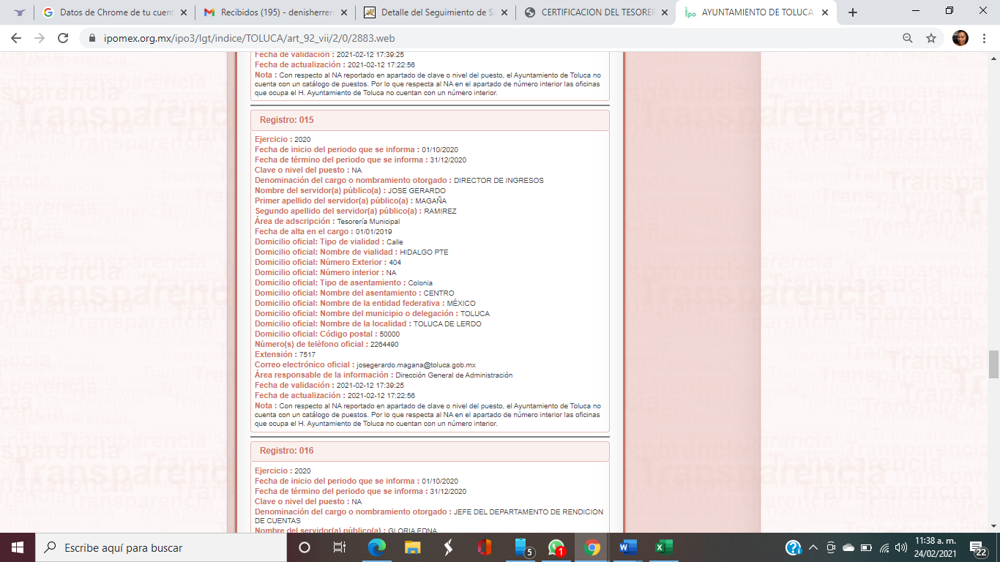 Datos de Chrome de tu cuent
Recibidos (195) - denisherrera
Detalle del Seguimiento de S
CERTIFICACION DEL TESORER
AYUNTAMIENTO DE TOLUCA
ipomex.org.mx/ipo3/lgt/indice/TOLUCA/art_92_vii/2/0/2883.web
Fecha de validación : 2021-02-12 17:39:25
Fecha de actualización : 2021-02-12 17:22:56
Nota : Con respecto al NA reportado en apartado de clave o nivel del puesto, el Ayuntamiento de Toluca no
cuenta con un catálogo de puestos. Por lo que respecta al NA en el apartado de número interior las oficinas
que ocupa el H. Ayuntamiento de Toluca no cuentan con un número interior.
Registro: 015
Ejercicio : 2020
Fecha de inicio del periodo que se informa : 01/10/2020
Fecha de término del periodo que se informa : 31/12/2020
Clave o nivel del puesto : NA
Denominación del cargo o nombramiento otorgado : DIRECTOR DE INGRESOS
Nombre del servidor(a) público(a) : JOSE GERARDO
Primer apellido del servidor(a) público(a) : MAGAÑA
Segundo apellido del servidor(a) público(a) : RAMIREZ
Área de adscripción : Tesorería Municipal
Fecha de alta en el cargo : 01/01/2019
Domicilio oficial: Tipo de vialidad : Calle
Domicilio oficial: Nombre de vialidad : HIDALGO PTE
Domicilio oficial: Número Exterior : 404
Domicilio oficial: Número interior : NA
Domicilio oficial: Tipo de asentamiento : Colonia
Domicilio oficial: Nombre del asentamiento : CENTRO
Domicilio oficial: Nombre de la entidad federativa : MÉXICO
Domicilio oficial: Nombre del municipio o delegación : TOLUCA
Domicilio oficial: Nombre de la localidad : TOLUCA DE LERDO
Domicilio oficial: Código postal : 50000
Número(s) de teléfono oficial : 2264490
Extensión : 7517
Correo electrónico oficial : josegerardo.magana@toluca.gob.mx
Área responsable de la información : Dirección General de Administración
Fecha de validación : 2021-02-12 17:39:25
Fecha de actualización : 2021-02-12 17:22:56
Nota : Con respecto al NA reportado en apartado de clave o nivel del puesto, el Ayuntamiento de Toluca no
cuenta con un catálogo de puestos. Por lo que respecta al NA en el apartado de número interior las oficinas
que ocupa el H. Ayuntamiento de Toluca no cuentan con un número interior.
Registro: 016
Ejercicio : 2020
Fecha de inicio del periodo que se informa : 01/10/2020
Fecha de término del periodo que se informa : 31/12/2020
Clave o nivel del puesto : NA
Denominación del cargo o nombramiento otorgado : JEFE DEL DEPARTAMENTO DE RENDICION
DE CUENTAS
Nombre del servidor(a) público(a) : GLORIA EDNA
Escribe aquí para buscar
5
1
11:38 a. m.
24/02/2021
22